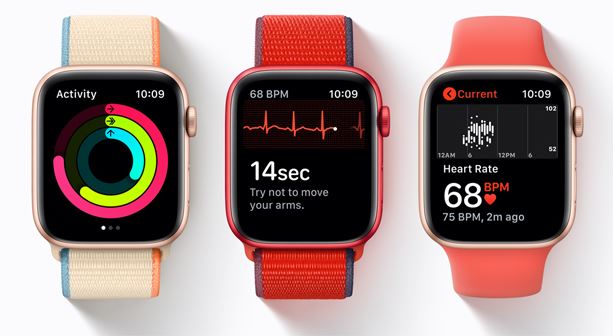 Activity 10:09
68 BPM 10:09
14sec
Try not to move
your arms.
Current 10:09
102
52
12AM 6 12PM 6
Heart Rate
68 BPM
75 BPM, 2m ago